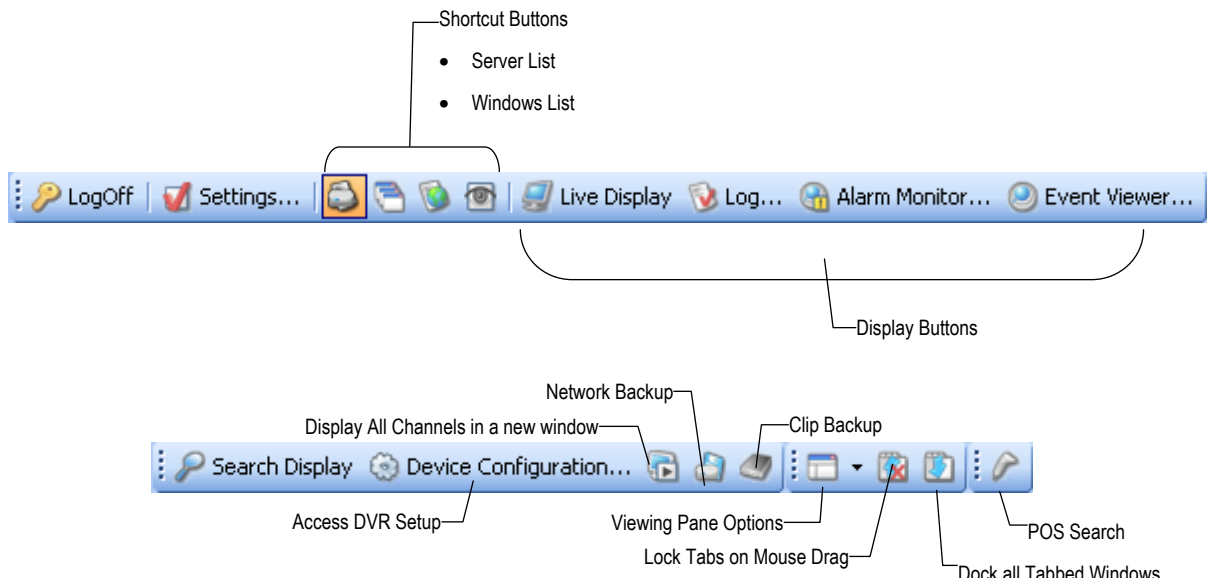 Shortcut Buttons
• Server List
• Windows List
LogOff Settings... Live Display Log... Alarm Monitor... Event Viewer...
Display Buttons
Network Backup
Display All Channels in a new window
Clip Backup
Search Display Device Configuration...
Access DVR Setup
Viewing Pane Options
POS Search
Lock Tabs on Mouse Drag
Dock all Tabbed Windows